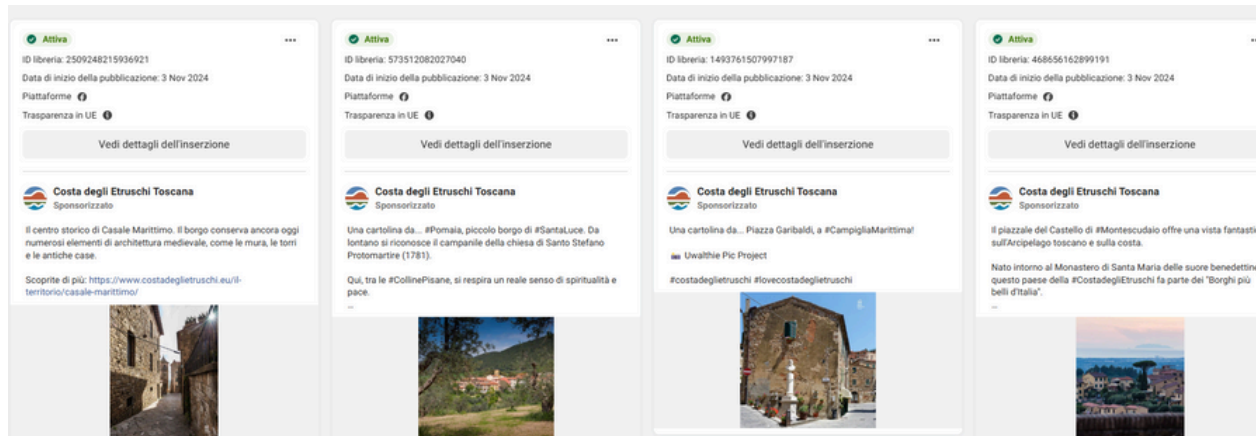 Attiva
ID libreria: 2509248215936921
Data di inizio della pubblicazione: 3 Nov 2024
Piattaforme
Trasparenza in UE
Vedi dettagli dell'inserzione
Costa degli Etruschi Toscana
Sponsorizzato
Il centro storico di Casale Marittimo. Il borgo conserva ancora oggi
numerosi elementi di architettura medievale, come le mura, le torri
e le antiche case.
Scoprite di più: https://www.costadeglietruschi.eu/il-
territorio/casale-marittimo/
Attiva
ID libreria: 573512082027040
Data di inizio della pubblicazione: 3 Nov 2024
Piattaforme
Trasparenza in UE
Vedi dettagli dell'inserzione
Costa degli Etruschi Toscana
Sponsorizzato
Una cartolina da... #Pomaia, piccolo borgo di #SantaLuce. Da
lontano si riconosce il campanile della chiesa di Santo Stefano
Protomartire (1781).
Qui, tra le #CollinePisane, si respira un reale senso di spiritualità e
pace.
...
Attiva
ID libreria: 1493761507997187
Data di inizio della pubblicazione: 3 Nov 2024
Piattaforme
Trasparenza in UE
Vedi dettagli dell'inserzione
Costa degli Etruschi Toscana
Sponsorizzato
Una cartolina da... Piazza Garibaldi, a #CampigliaMarittima!
📸 Uwalthie Pic Project
#costadeglietruschi #ilovecostadeglietruschi
Attiva
ID libreria: 468656162899191
Data di inizio della pubblicazione: 3 Nov 2024
Piattaforme
Trasparenza in UE
Vedi dettagli dell'inserzione
Costa degli Etruschi Toscana
Sponsorizzato
Il piazzale del Castello di #Montescudaio offre una vista fantasti
sull'Arcipelago toscano e sulla costa.
Nato intorno al Monastero di Santa Maria delle suore benedettin
questo paese della #CostadegliEtruschi fa parte dei "Borghi più
belli d'Italia".
...